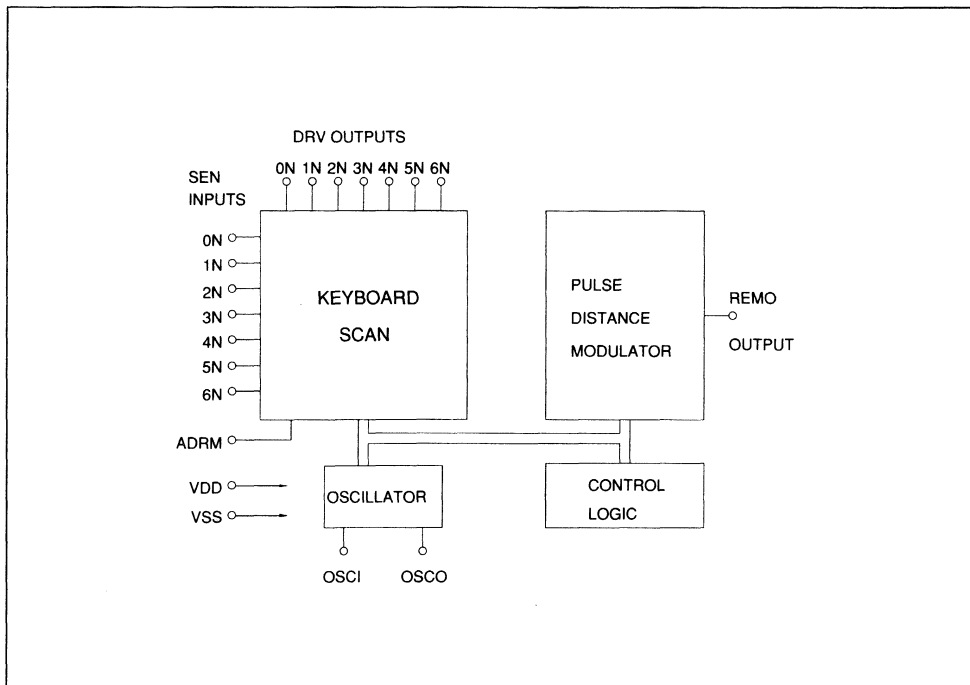 DRV OUTPUTS
0N 1N 2N 3N 4N 5N 6N
SEN
INPUTS
0N
1N
2N
3N
4N
5N
6N
ADRM
VDD
VSS
KEYBOARD
SCAN
PULSE
DISTANCE
MODULATOR
REMO
OUTPUT
OSCILLATOR
OSCI OSCO
CONTROL
LOGIC